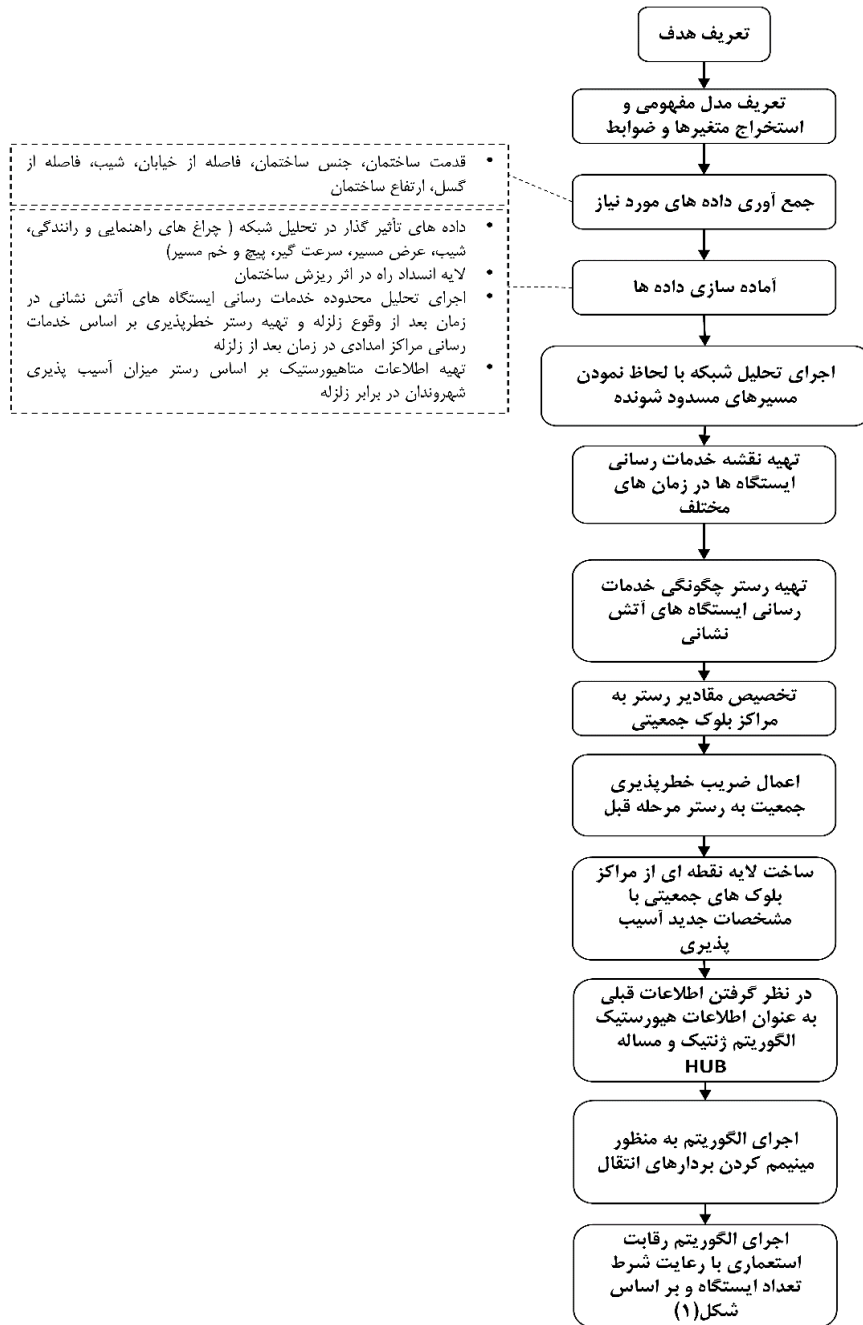 تعریف هدف
تعریف مدل مفهومی و
استخراج متغیرها و ضوابط
• قدمت ساختمان، جنس ساختمان، فاصله از خیابان، شیب، فاصله از
گسل، ارتفاع ساختمان
جمع آوری داده های مورد نیاز
• داده های تأثیر گذار در تحلیل شبکه ( چراغ های راهنمایی و رانندگی،
شیب، عرض مسیر، سرعت گیر، پیچ و خم مسیر)
• لایه انسداد راه در اثر ریزش ساختمان
• اجرای تحلیل محدوده خدمات رسانی ایستگاه های آتش نشانی در
زمان بعد از وقوع زلزله و تهیه رستر خطرپذیری بر اساس خدمات
رسانی مراکز امدادی در زمان بعد از زلزله
• تهیه اطلاعات متاهیورستیک بر اساس رستر میزان آسیب پذیری
شهروندان در برابر زلزله
آماده سازی داده ها
اجرای تحلیل شبکه با لحاظ نمودن
مسیرهای مسدود شونده
تهیه نقشه خدمات رسانی
ایستگاه ها در زمان های
مختلف
تهیه رستر چگونگی خدمات
رسانی ایستگاه های آتش
نشانی
تخصیص مقادیر رستر به
مراکز بلوک جمعیتی
اعمال ضریب خطرپذیری
جمعیت به رستر مرحله قبل
ساخت لایه نقطه ای از مراکز
بلوک های جمعیتی با
مشخصات جدید آسیب
پذیری
در نظر گرفتن اطلاعات قبلی
به عنوان اطلاعات هیورستیک
الگوریتم ژنتیک و مساله
HUB
اجرای الگوریتم به منظور
مینیمم کردن بردارهای انتقال
اجرای الگوریتم رقابت
استعماری با رعایت شرط
تعداد ایستگاه و بر اساس
شکل(۱)